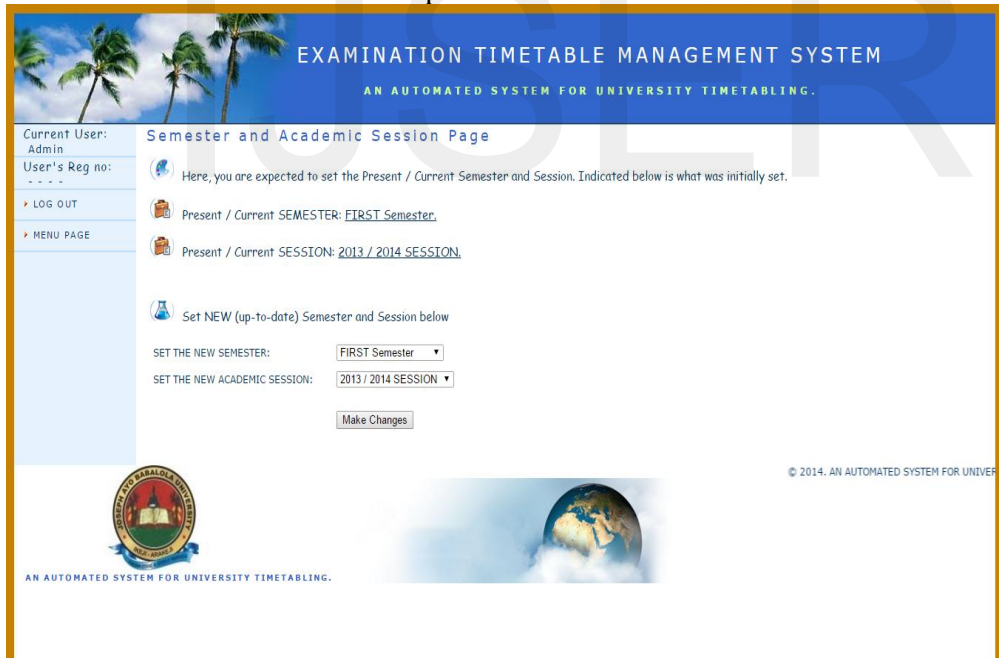 EXAMINATION TIMETABLE MANAGEMENT SYSTEM
AN AUTOMATED SYSTEM FOR UNIVERSITY TIMETABLING.
Current User:
Admin
User's Reg no:
- - - -
LOG OUT
MENU PAGE
Semester and Academic Session Page
Here, you are expected to set the Present / Current Semester and Session. Indicated below is what was initially set.
Present / Current SEMESTER: FIRST Semester.
Present / Current SESSION: 2013 / 2014 SESSION.
Set NEW (up-to-date) Semester and Session below
SET THE NEW SEMESTER: FIRST Semester
SET THE NEW ACADEMIC SESSION: 2013 / 2014 SESSION
Make Changes
© 2014. AN AUTOMATED SYSTEM FOR UNIVER
JOSEPH AYO BABALOLA UNIVERSITY
IKEJI-ARAKEJI
AN AUTOMATED SYSTEM FOR UNIVERSITY TIMETABLING.
IJSER